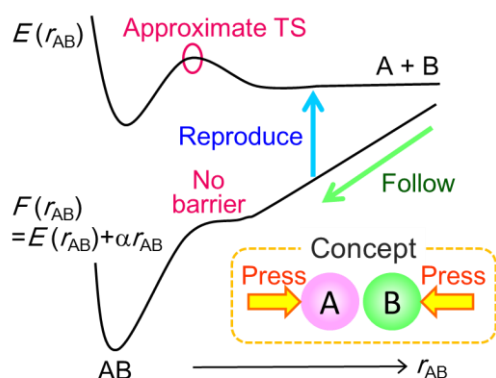 Approximate TS
E(rAB)
A + B
Reproduce
Follow
No
barrier
F(rAB)
=E(rAB)+αrAB
Concept
Press
Press
A
B
AB
rAB